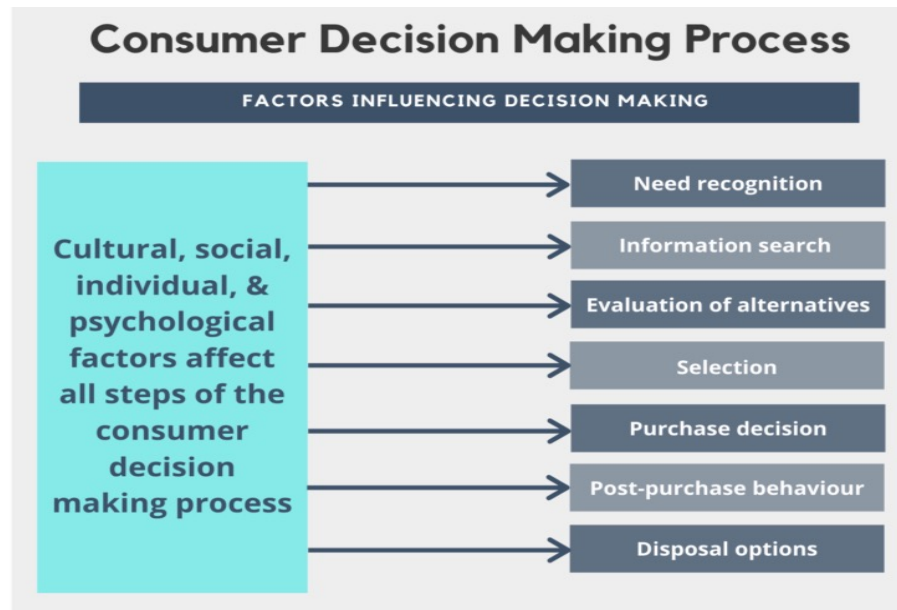 Consumer Decision Making Process
FACTORS INFLUENCING DECISION MAKING
Cultural, social,
individual, &
psychological
factors affect
all steps of the
consumer
decision
making process
Need recognition
Information search
Evaluation of alternatives
Selection
Purchase decision
Post-purchase behaviour
Disposal options